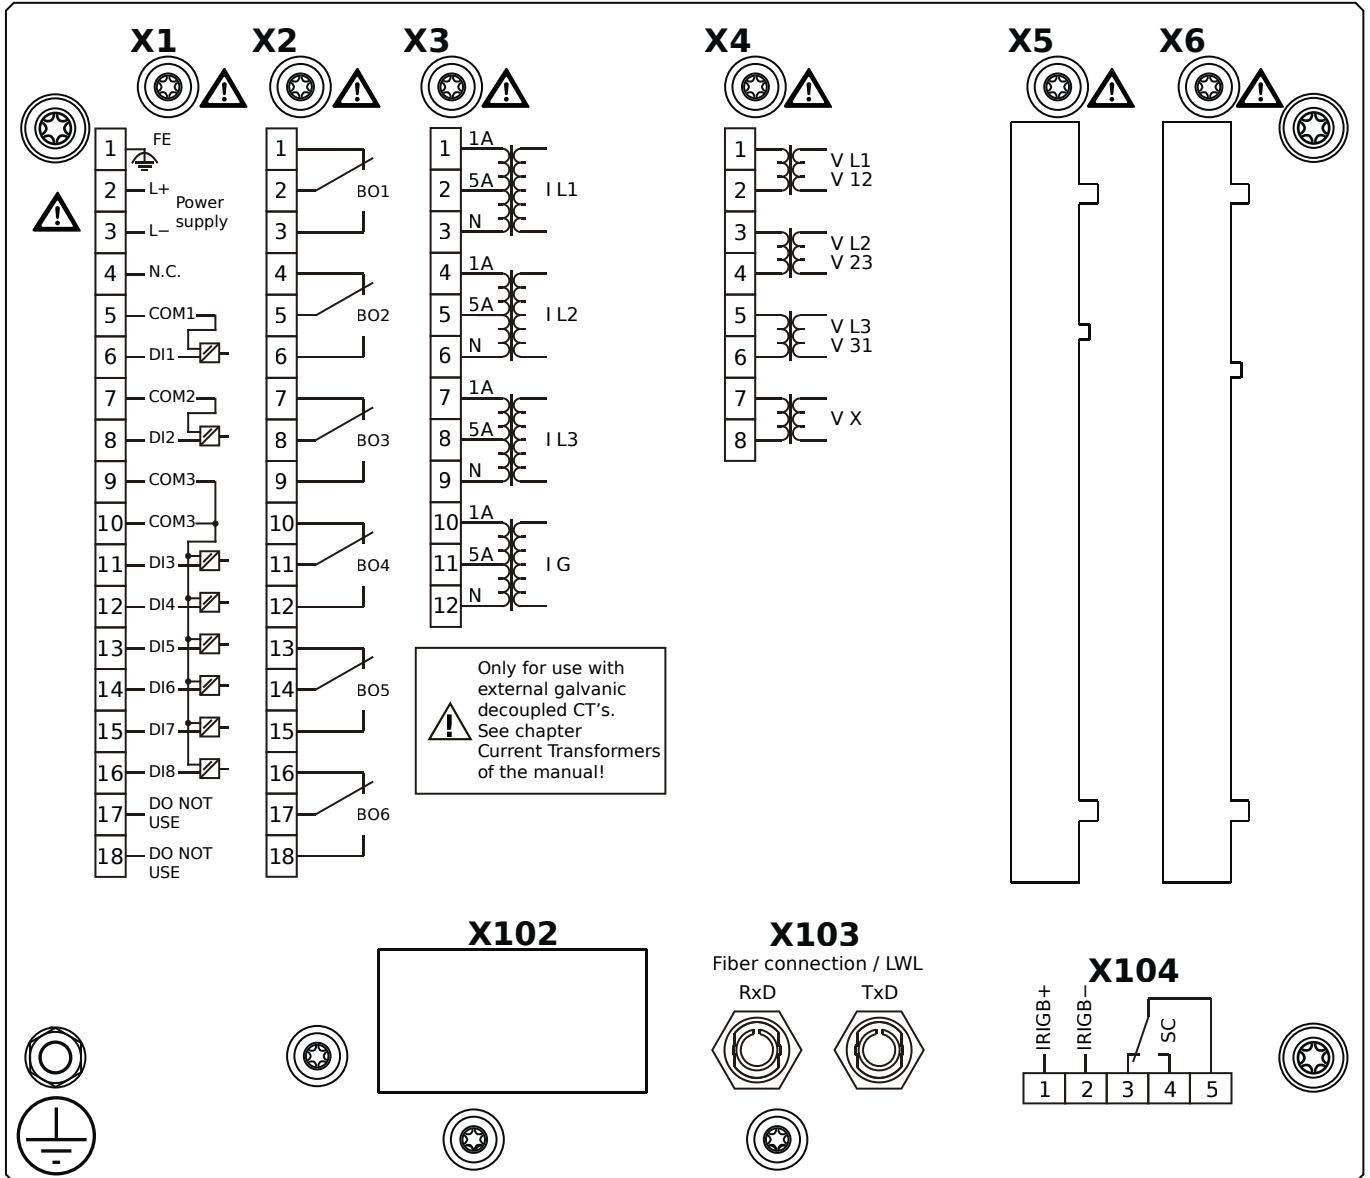 X1
X2
X3
X4
X5
X6
1 FE
2 L+
Power
supply
3 L−
4 N.C.
5 COM1
6 DI1
7 COM2
8 DI2
9 COM3
10 COM3
11 DI3
12 DI4
13 DI5
14 DI6
15 DI7
16 DI8
17 DO NOT
USE
18 DO NOT
USE
1
2 BO1
3
4
5 BO2
6
7
8 BO3
9
10
11 BO4
12
13
14 BO5
15
16
17 BO6
18
1 1A
2 5A I L1
3 N
4 1A
5 5A I L2
6 N
7 1A
8 5A I L3
9 N
10 1A
11 5A I G
12 N
Only for use with
external galvanic
decoupled CT's.
See chapter
Current Transformers
of the manual!
1 V L1
2 V 12
3 V L2
4 V 23
5 V L3
6 V 31
7 V X
8
X102
X103
Fiber connection / LWL
RxD TxD
X104
IRIGB+
IRIGB−
SC
1 2 3 4 5